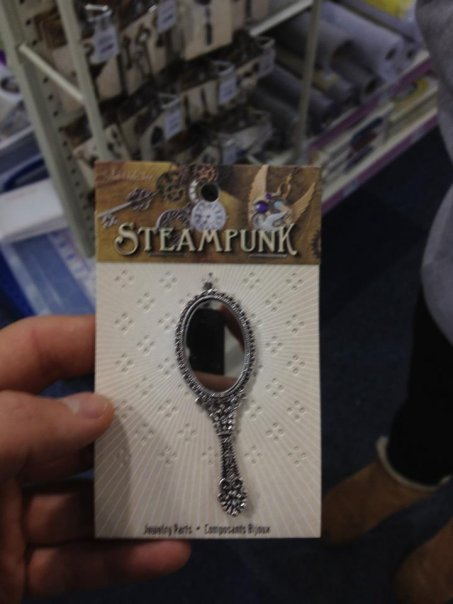 STEAMPUNK
Jewelry Parts • Composants Bijoux